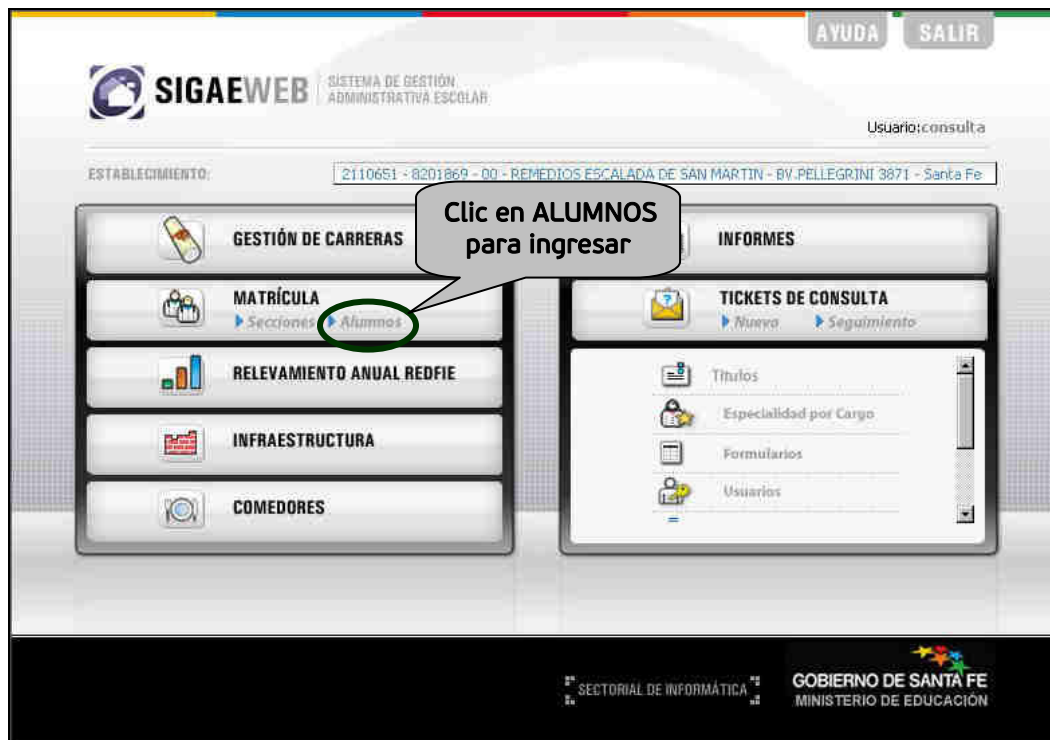 AYUDA SALIR
SIGAEWEB SISTEMA DE GESTIÓN
ADMINISTRATIVA ESCOLAR
Usuario:consulta
ESTABLECIMIENTO: 2110651 - 8201869 - 00 - REMEDIOS ESCALADA DE SAN MARTIN - BV.PELLEGRINI 3871 - Santa Fe
Clic en ALUMNOS
para ingresar
GESTIÓN DE CARRERAS
MATRÍCULA
Secciones Alumnos
RELEVAMIENTO ANUAL REDFIE
INFRAESTRUCTURA
COMEDORES
INFORMES
TICKETS DE CONSULTA
Nuevo Seguimiento
Títulos
Especialidad por Cargo
Formularios
Usuarios
SECTORIAL DE INFORMÁTICA
GOBIERNO DE SANTA FE
MINISTERIO DE EDUCACIÓN